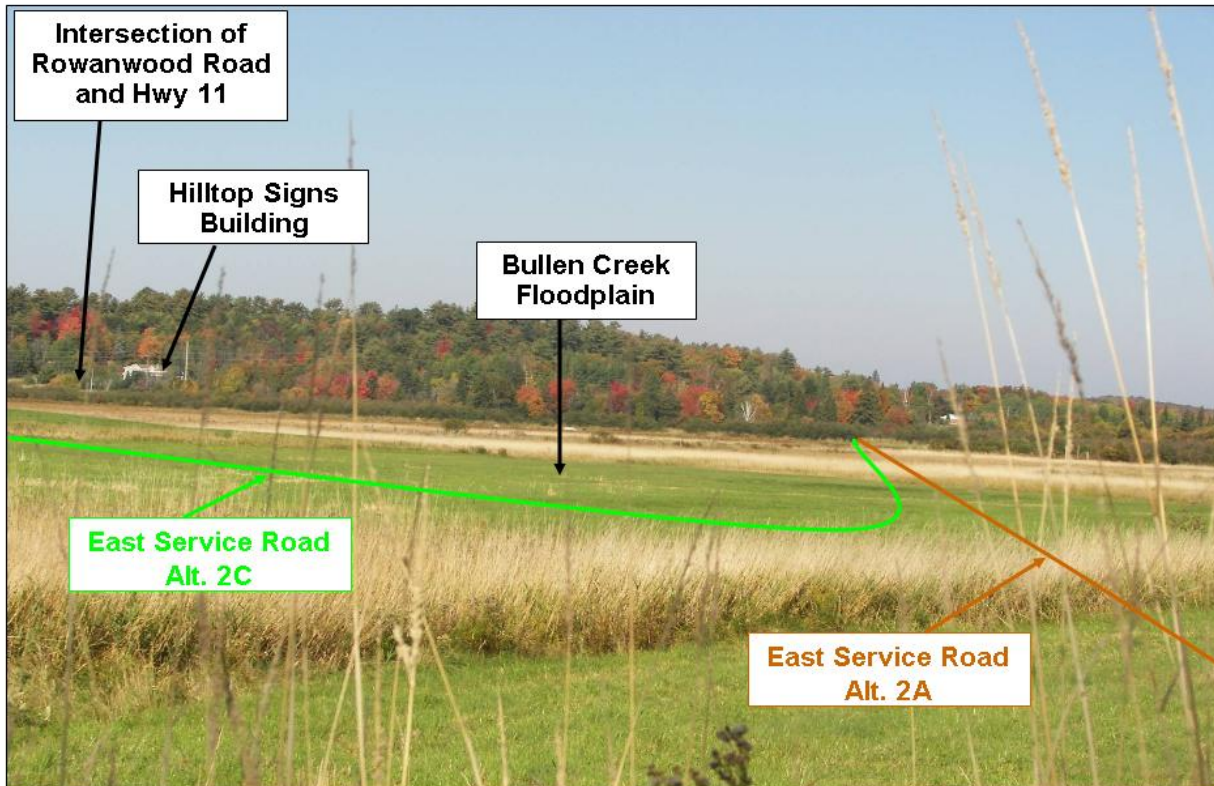 Intersection of
Rowanwood Road
and Hwy 11
Hilltop Signs
Building
Bullen Creek
Floodplain
East Service Road
Alt. 2C
East Service Road
Alt. 2A